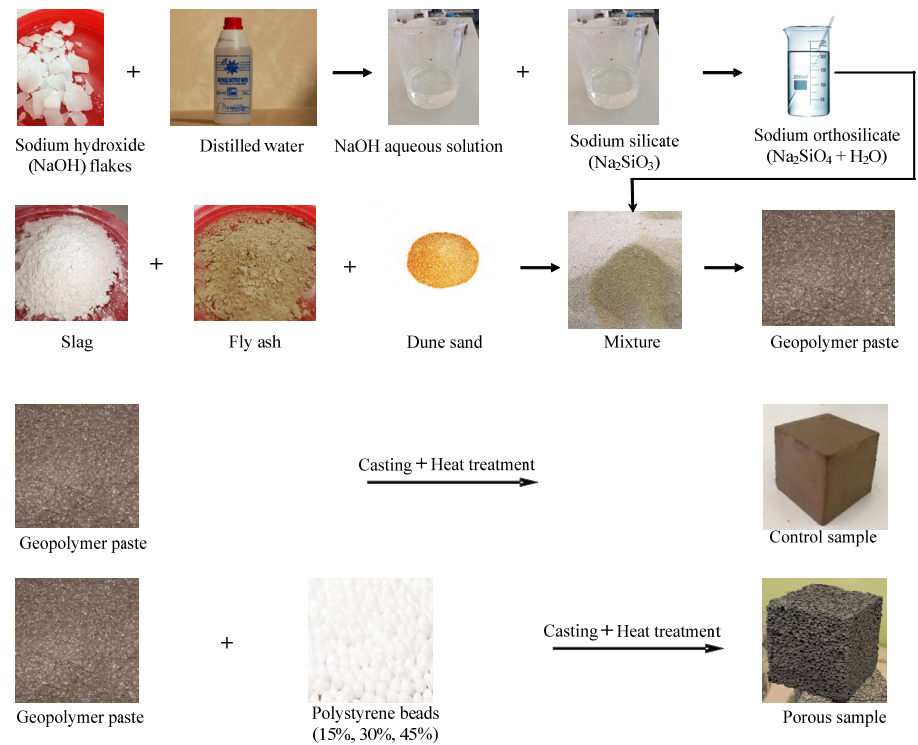 +
+
Sodium hydroxide
(NaOH) flakes
Distilled water
NaOH aqueous solution
Sodium silicate
(Na₂SiO₃)
250ml
Sodium orthosilicate
(Na₂SiO₄ + H₂O)
+
+
Slag
Fly ash
Dune sand
Mixture
Geopolymer paste
Casting + Heat treatment
Geopolymer paste
Control sample
+
Casting + Heat treatment
Geopolymer paste
Polystyrene beads
(15%, 30%, 45%)
Porous sample